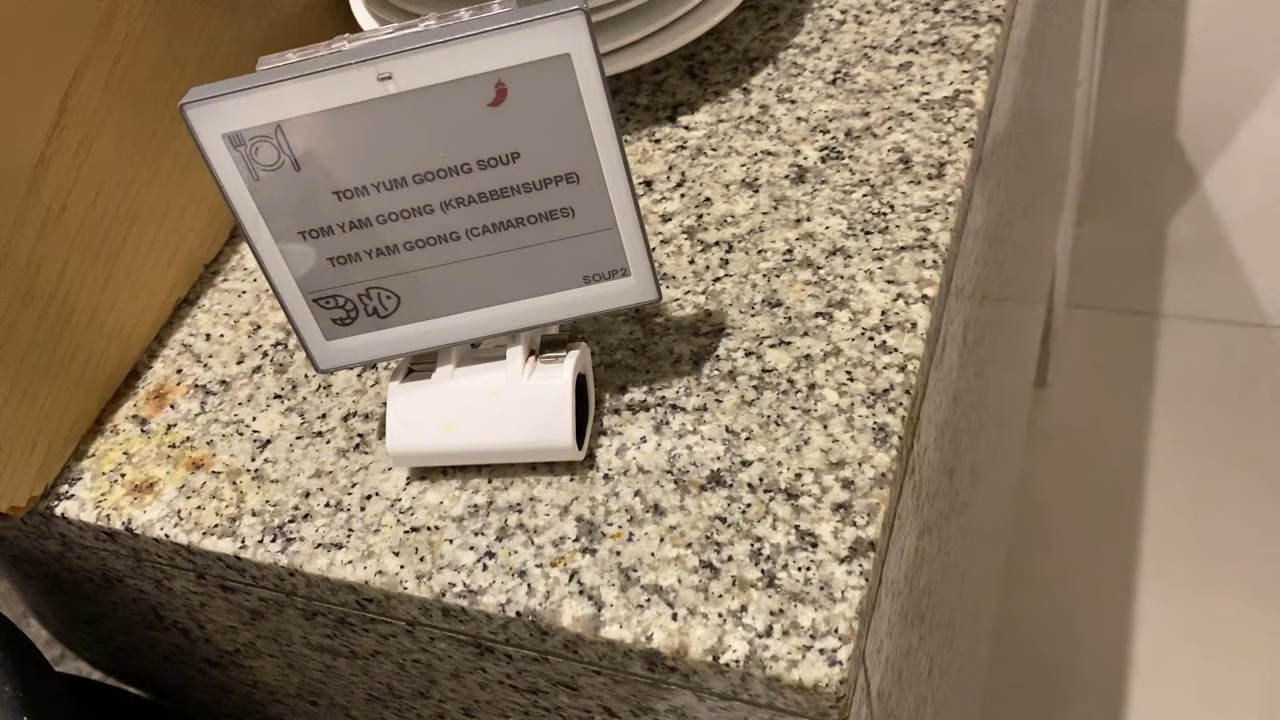 TOM YUM GOONG SOUP
TOM YAM GOONG (KRABBENSUPPE)
TOM YAM GOONG (CAMARONES)
SOUP2